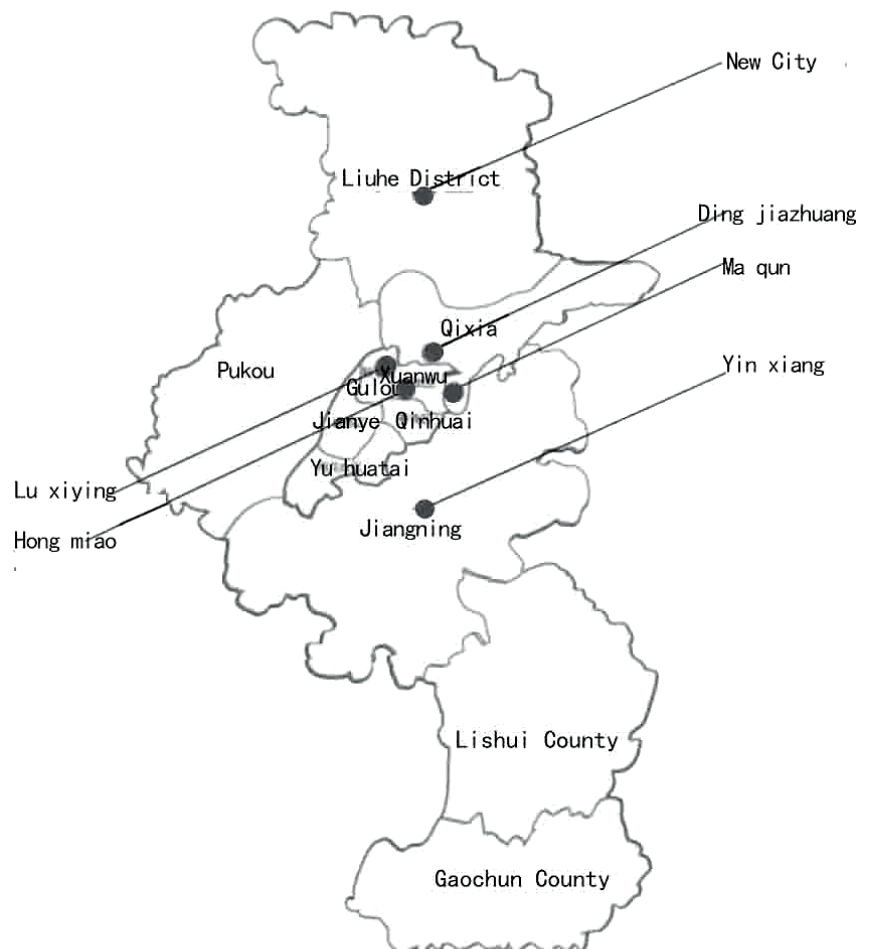 New City
Liuhe District
Ding jiazhuang
Ma qun
Qixia
Yin xiang
Pukou
Xuanwu
Gulou
Jianye
Qinhuai
Yu huatai
Lu xiying
Hong miao
Jiangning
Lishui County
Gaochun County